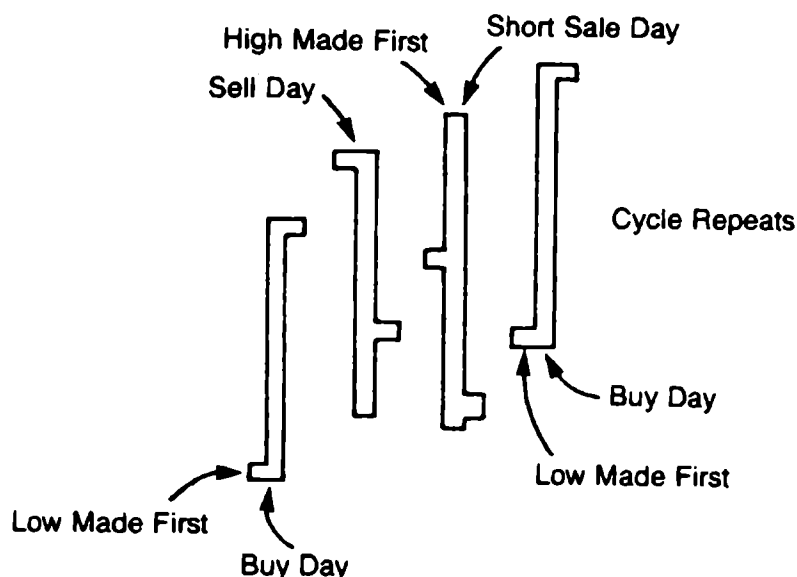 High Made First
Short Sale Day
Sell Day
Cycle Repeats
Buy Day
Low Made First
Low Made First
Buy Day